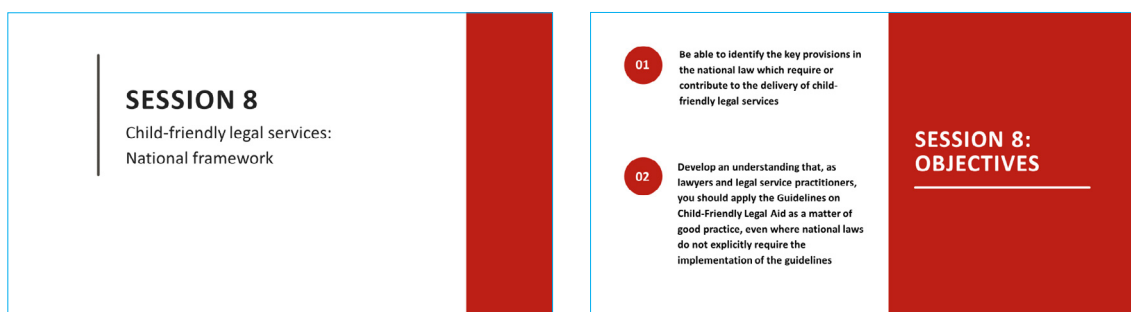 SESSION 8
Child-friendly legal services:
National framework
01
Be able to identify the key provisions in
the national law which require or
contribute to the delivery of child-
friendly legal services
02
Develop an understanding that, as
lawyers and legal service practitioners,
you should apply the Guidelines on
Child-Friendly Legal Aid as a matter of
good practice, even where national laws
do not explicitly require the
implementation of the guidelines
SESSION 8:
OBJECTIVES